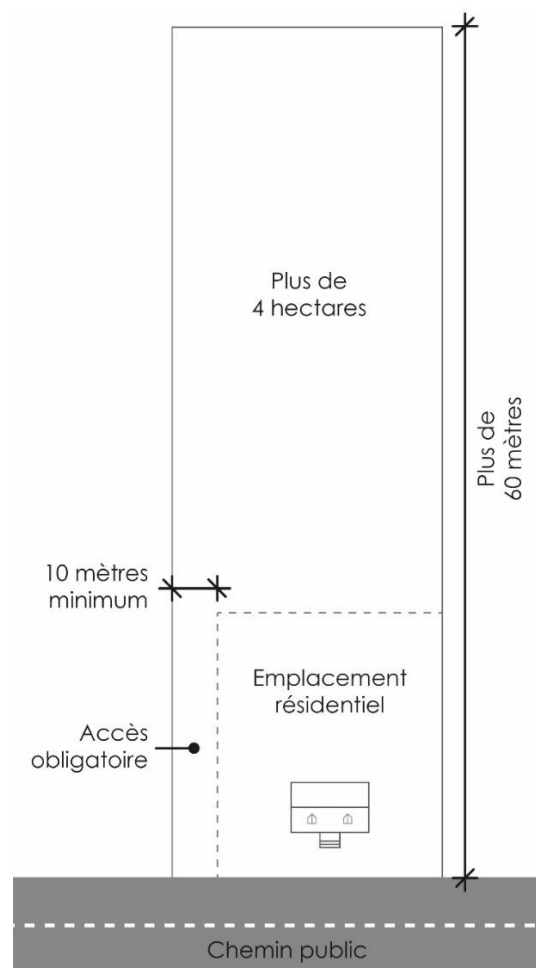 Plus de
4 hectares
Plus de
60 mètres
10 mètres
minimum
Emplacement
résidentiel
Accès
obligatoire
Chemin public